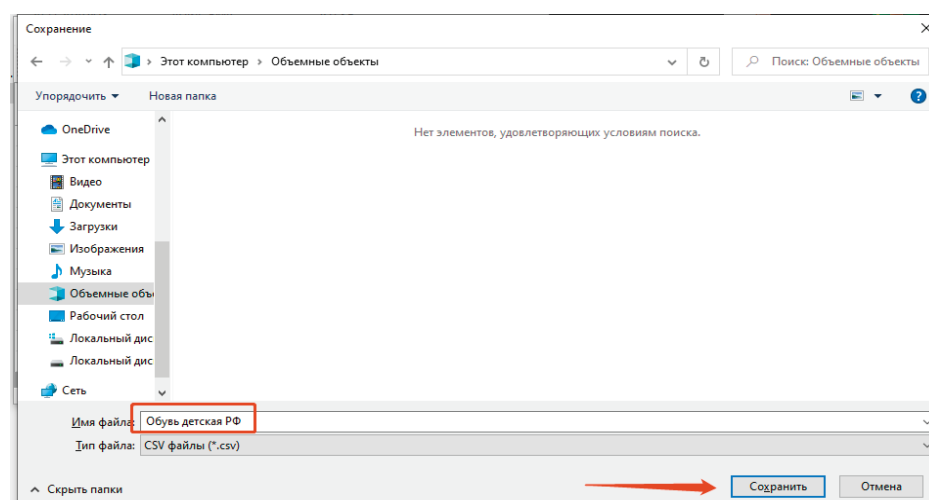 Сохранение
Этот компьютер › Объемные объекты
Поиск: Объемные объекты
Упорядочить
Новая папка
OneDrive
Нет элементов, удовлетворяющих условиям поиска.
Этот компьютер
Видео
Документы
Загрузки
Изображения
Музыка
Объемные объ
Рабочий стол
Локальный дис
Локальный дис
Сеть
Имя файла: Обувь детская РФ
Тип файла: CSV файлы (*.csv)
Скрыть папки
Сохранить
Отмена